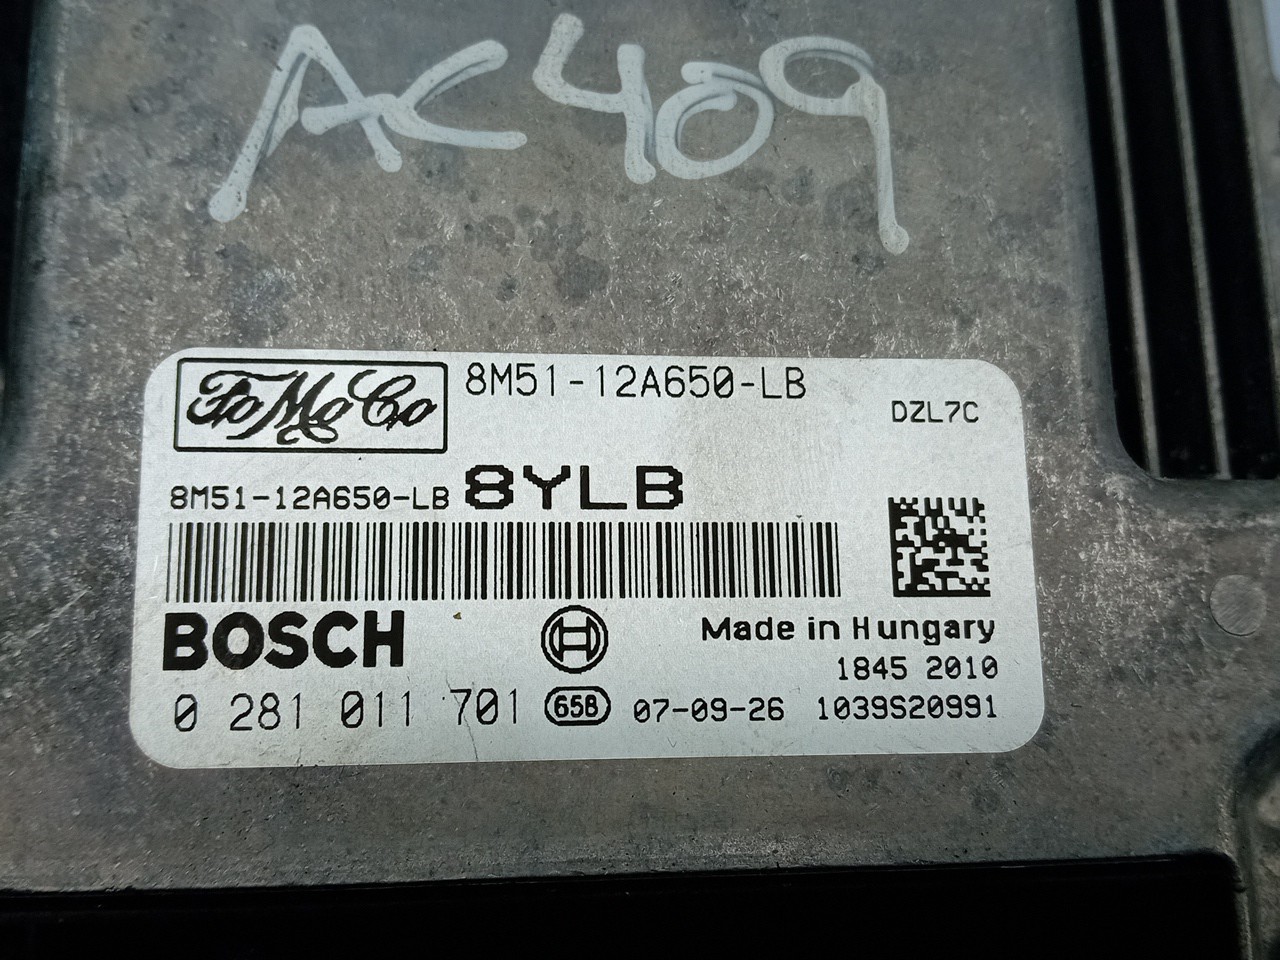 AC409
FoMoCo
8M51-12A650-LB
DZL7C
8M51-12A650-LB 8YLB
BOSCH
Made in Hungary
1845 2010
0 281 011 701 65B 07-09-26 1039S20991